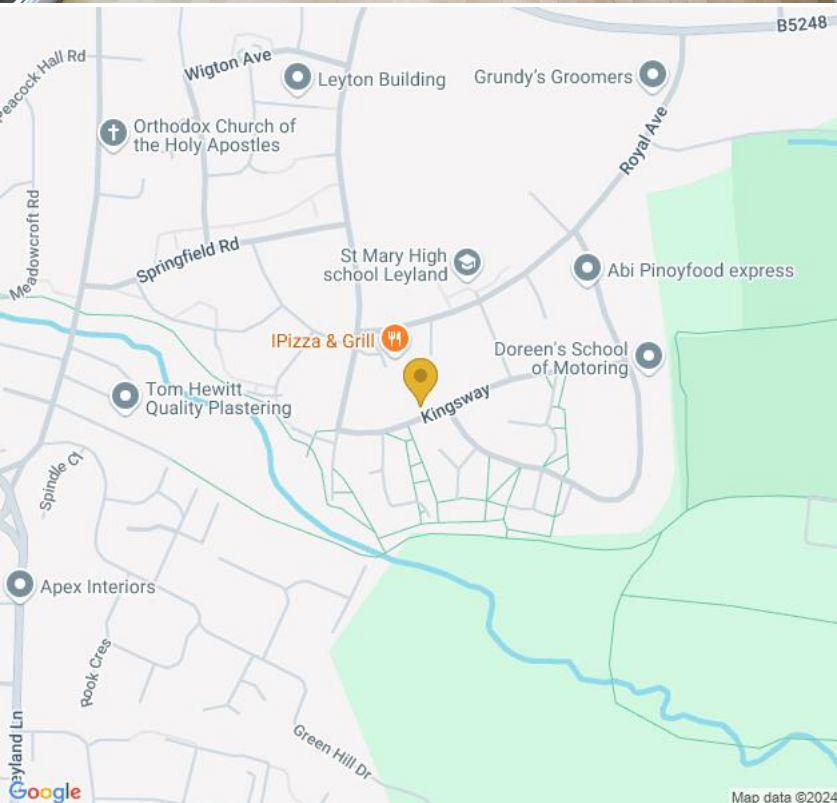 B5248
Peacock Hall Rd
Wigton Ave
Leyton Building
Grundy's Groomers
Orthodox Church of
the Holy Apostles
Royal Ave
Meadowcroft Rd
Springfield Rd
St Mary High
school Leyland
Abi Pinoyfood express
IPizza & Grill
Doreen's School
of Motoring
Tom Hewitt
Quality Plastering
Kingsway
Spindle Ct
Apex Interiors
Rook Cres
eyland Ln
Green Hill Dr
Google
Map data ©2024